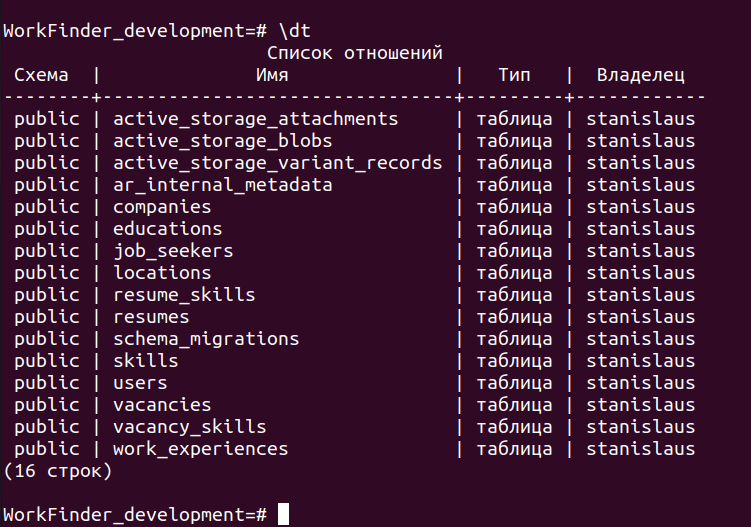 WorkFinder_development=# \dt
                        Список отношений
 Схема  |              Имя               |   Тип   |  Владелец
--------+--------------------------------+---------+------------
 public | active_storage_attachments     | таблица | stanislaus
 public | active_storage_blobs           | таблица | stanislaus
 public | active_storage_variant_records | таблица | stanislaus
 public | ar_internal_metadata           | таблица | stanislaus
 public | companies                      | таблица | stanislaus
 public | educations                     | таблица | stanislaus
 public | job_seekers                    | таблица | stanislaus
 public | locations                      | таблица | stanislaus
 public | resume_skills                  | таблица | stanislaus
 public | resumes                        | таблица | stanislaus
 public | schema_migrations              | таблица | stanislaus
 public | skills                         | таблица | stanislaus
 public | users                          | таблица | stanislaus
 public | vacancies                      | таблица | stanislaus
 public | vacancy_skills                 | таблица | stanislaus
 public | work_experiences               | таблица | stanislaus
(16 строк)
WorkFinder_development=#